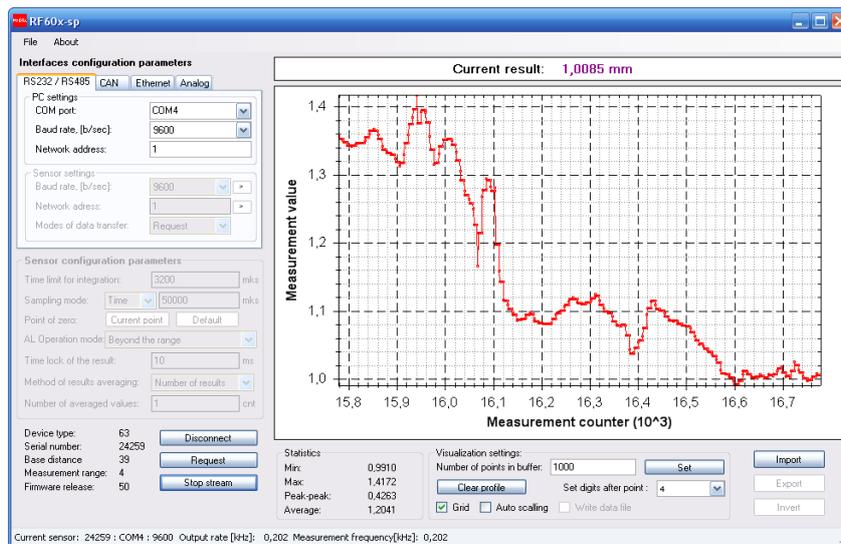 RF60x-sp
File About
Interfaces configuration parameters
RS232 / RS485 CAN Ethernet Analog
PC settings
COM port: COM4
Baud rate, [b/sec]: 9600
Network address: 1
Sensor settings
Baud rate, [b/sec]: 9600 >
Network adress: 1 >
Modes of data transfer: Request
Sensor configuration parameters
Time limit for integration: 3200 mks
Sampling mode: Time 50000 mks
Point of zero: Current point Default
AL Operation mode: Beyond the range
Time lock of the result: 10 ms
Method of results averaging: Number of results
Number of averaged values: 1 cnt
Device type: 63
Serial number: 24259
Base distance 39
Measurement range: 4
Firmware release: 50
Disconnect
Request
Stop stream
Current result: 1,0085 mm
Measurement value
1,4
1,3
1,2
1,1
1,0
15,8 15,9 16,0 16,1 16,2 16,3 16,4 16,5 16,6 16,7
Measurement counter (10^3)
Statistics
Min: 0,9910
Max: 1,4172
Peak-peak: 0,4263
Average: 1,2041
Visualization settings:
Number of points in buffer: 1000 Set
Clear profile Set digits after point : 4
Grid Auto scalling Write data file
Import
Export
Invert
Current sensor: 24259 : COM4 : 9600 Output rate [kHz]: 0,202 Measurement frequency[kHz]: 0,202